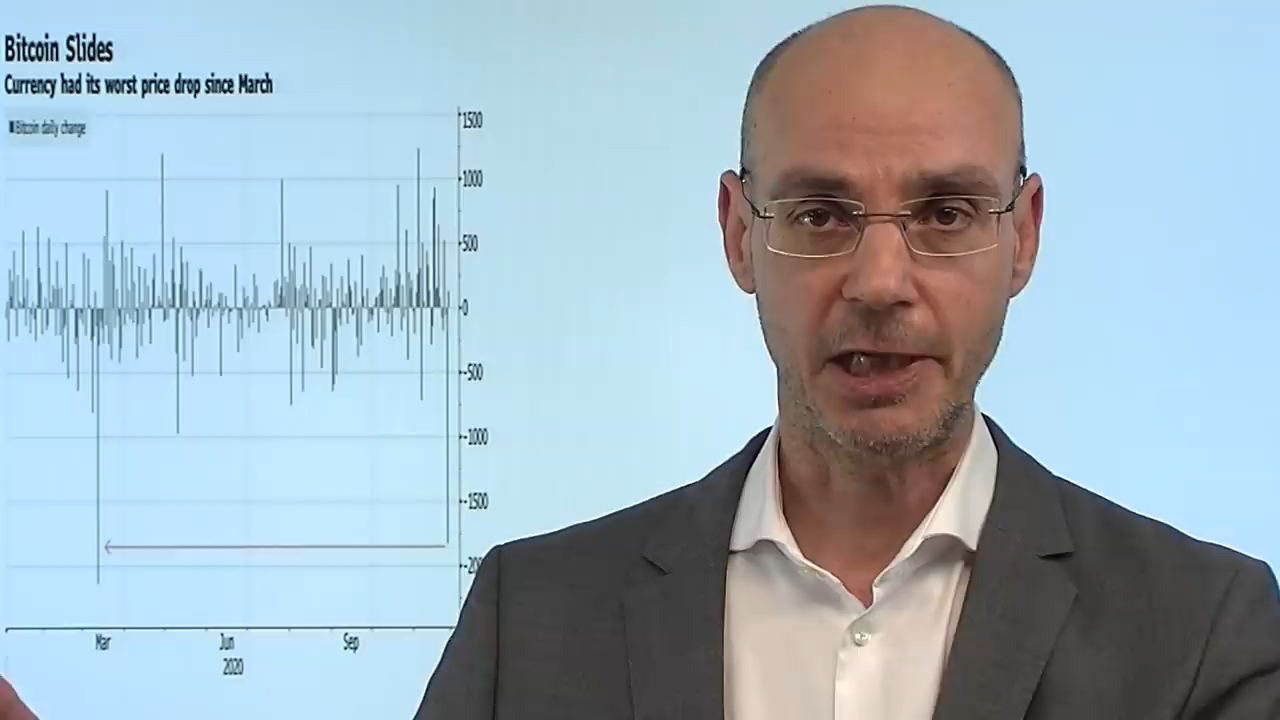 Bitcoin Slides
Currency had its worst price drop since March
Bitcoin daily change
1500
1000
500
0
-500
-1000
-1500
Mar
Jun
Sep
2020